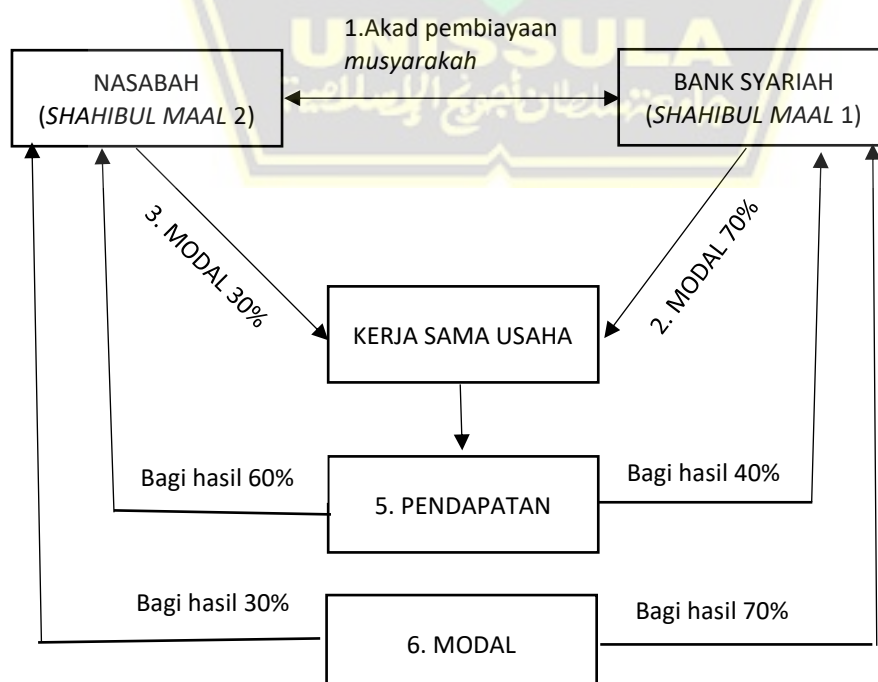 UNISSULA
1.Akad pembiayaan
musyarakah
NASABAH
(SHAHIBUL MAAL 2)
BANK SYARIAH
(SHAHIBUL MAAL 1)
3. MODAL 30%
2. MODAL 70%
KERJA SAMA USAHA
Bagi hasil 60%
Bagi hasil 40%
5. PENDAPATAN
Bagi hasil 30%
Bagi hasil 70%
6. MODAL